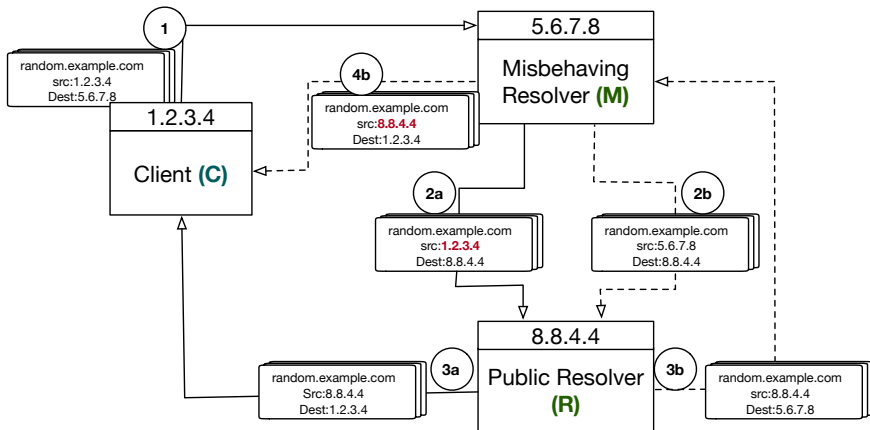 1
5.6.7.8
random.example.com
src:1.2.3.4
Dest:5.6.7.8
4b
Misbehaving
Resolver (M)
random.example.com
src:8.8.4.4
Dest:1.2.3.4
1.2.3.4
Client (C)
2a
2b
random.example.com
src:1.2.3.4
Dest:8.8.4.4
random.example.com
src:5.6.7.8
Dest:8.8.4.4
8.8.4.4
3a
3b
random.example.com
Src:8.8.4.4
Dest:1.2.3.4
Public Resolver
(R)
random.example.com
src:8.8.4.4
Dest:5.6.7.8